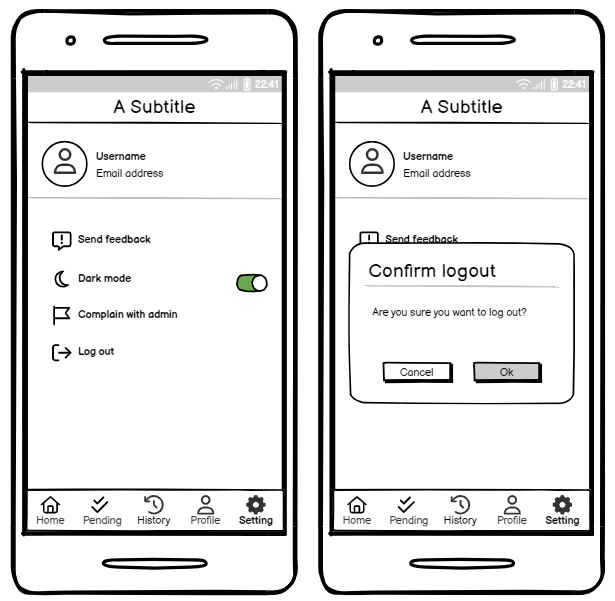 22:41
A Subtitle
Username
Email address
Send feedback
Dark mode
Complain with admin
Log out
Home Pending History Profile Setting
22:41
A Subtitle
Username
Email address
Send feedback
Confirm logout
Are you sure you want to log out?
Cancel Ok
Home Pending History Profile Setting